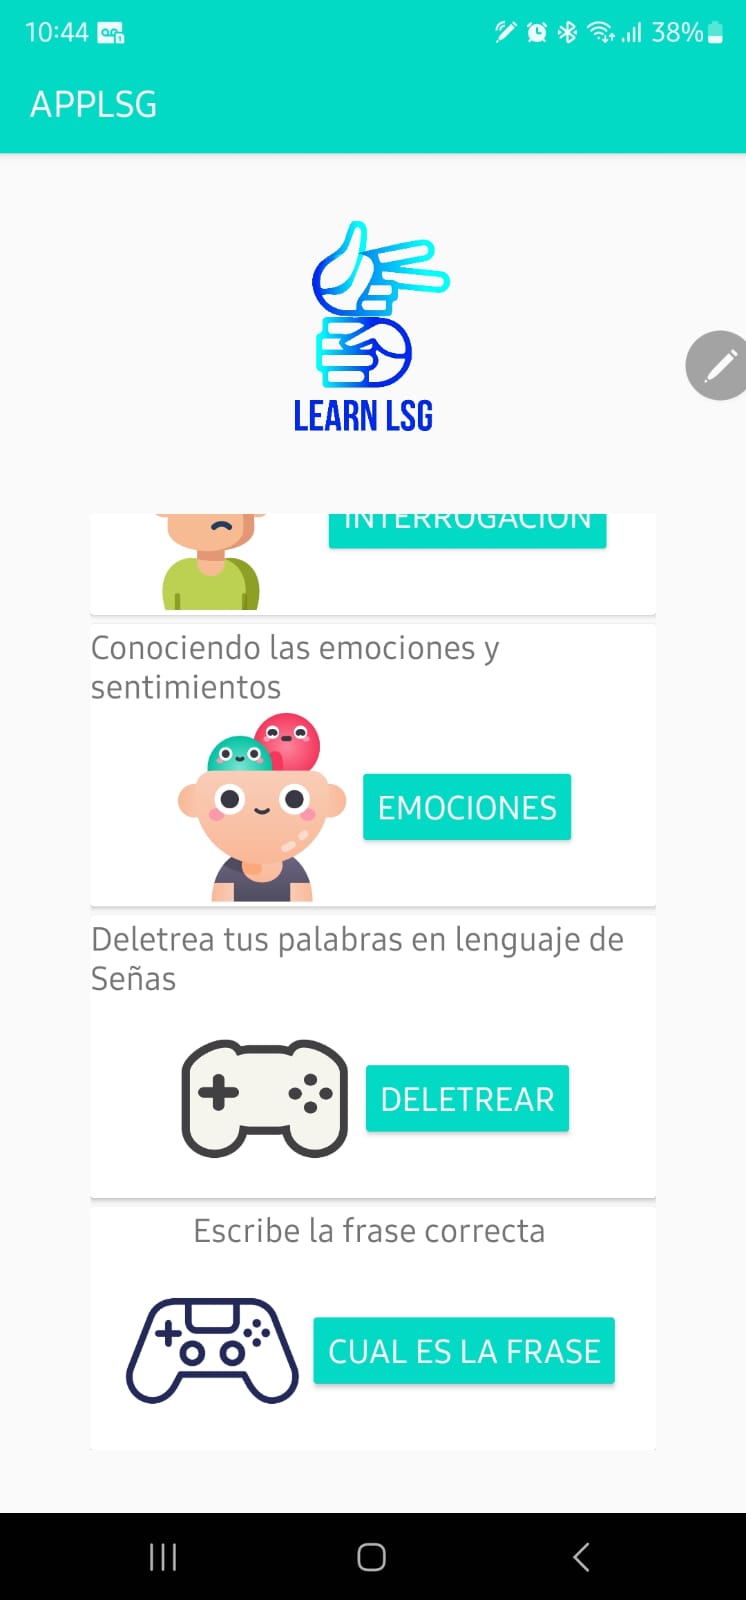 10:44
38%
APPLSG
LEARN LSG
INTERROGACION
Conociendo las emociones y
sentimientos
EMOCIONES
Deletrea tus palabras en lenguaje de
Señas
DELETREAR
Escribe la frase correcta
CUAL ES LA FRASE